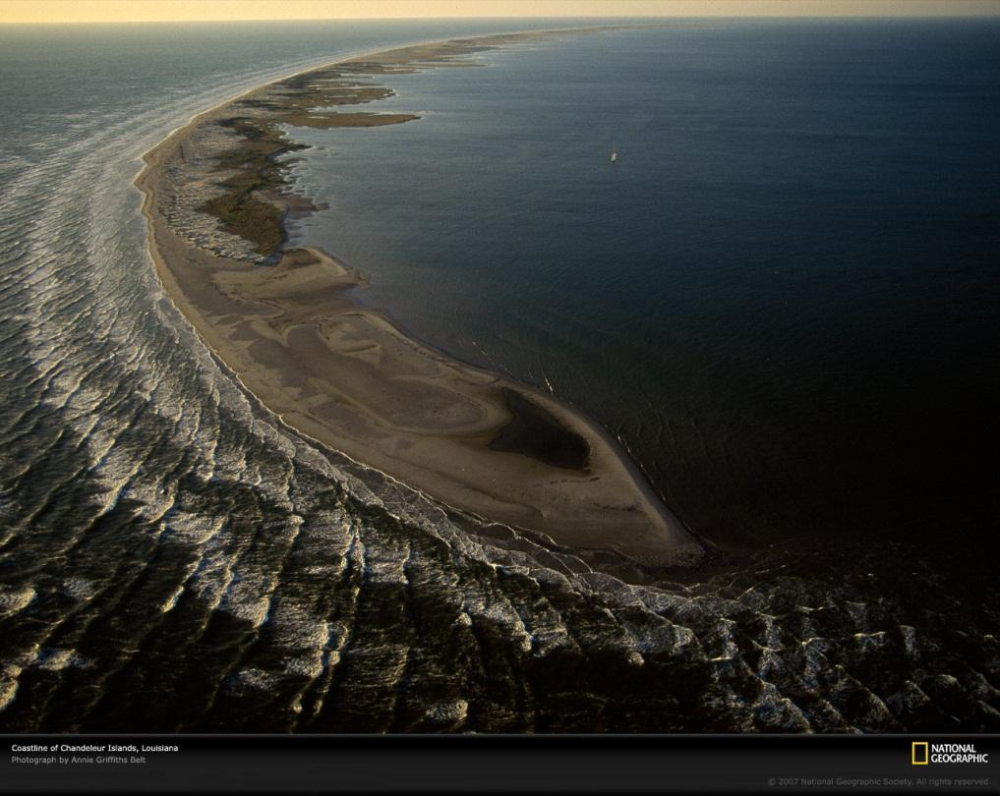 Coastline of Chandeleur Islands, Louisiana
Photograph by Annie Griffiths Belt
NATIONAL
GEOGRAPHIC
© 2007 National Geographic Society. All rights reserved.